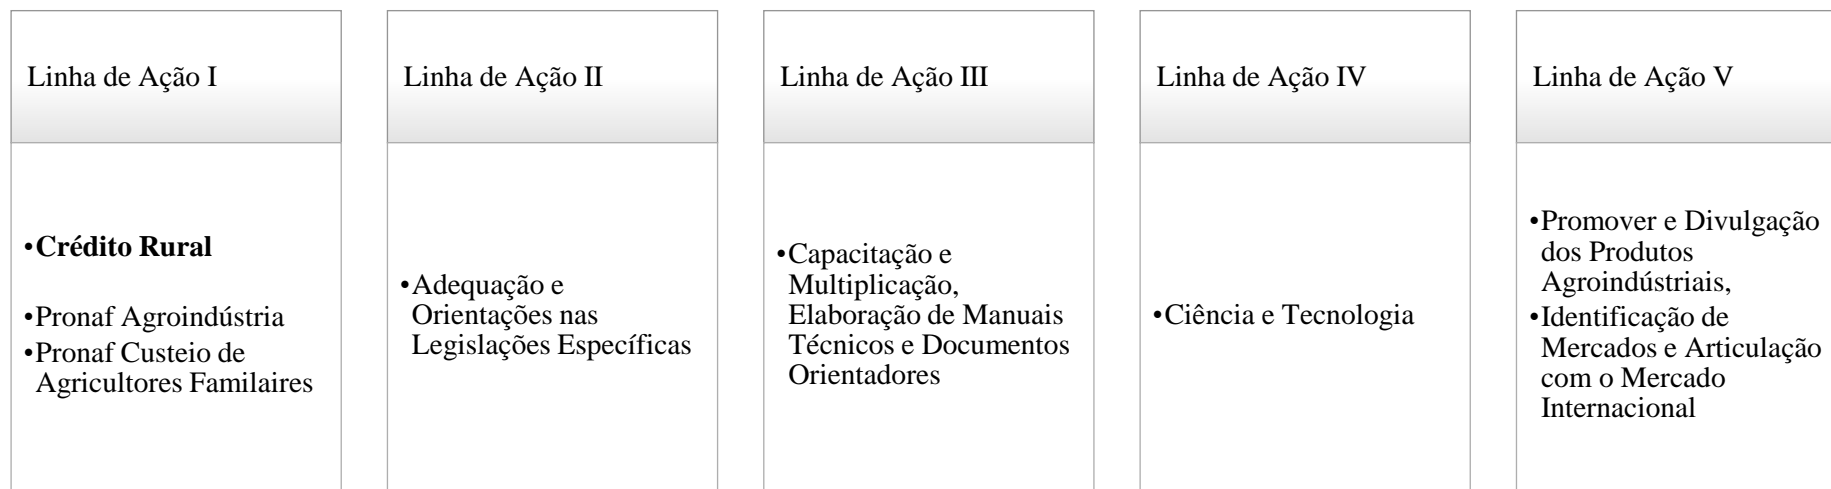 Linha de Ação I
•Crédito Rural
•Pronaf Agroindústria
•Pronaf Custeio de
Agricultores Familaires
Linha de Ação II
•Adequação e
Orientações nas
Legislações Específicas
Linha de Ação III
•Capacitação e
Multiplicação,
Elaboração de Manuais
Técnicos e Documentos
Orientadores
Linha de Ação IV
•Ciência e Tecnologia
Linha de Ação V
•Promover e Divulgação
dos Produtos
Agroindústriais,
•Identificação de
Mercados e Articulação
com o Mercado
Internacional